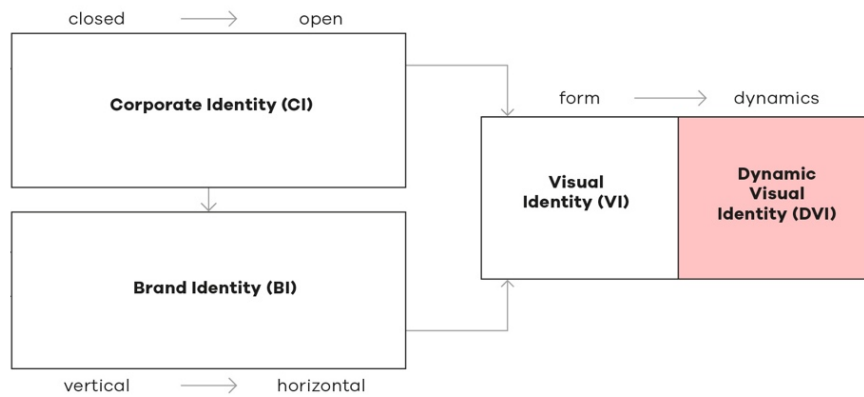 closed open
Corporate Identity (CI)
form dynamics
Visual
Identity (VI)
Dynamic
Visual
Identity (DVI)
Brand Identity (BI)
vertical horizontal